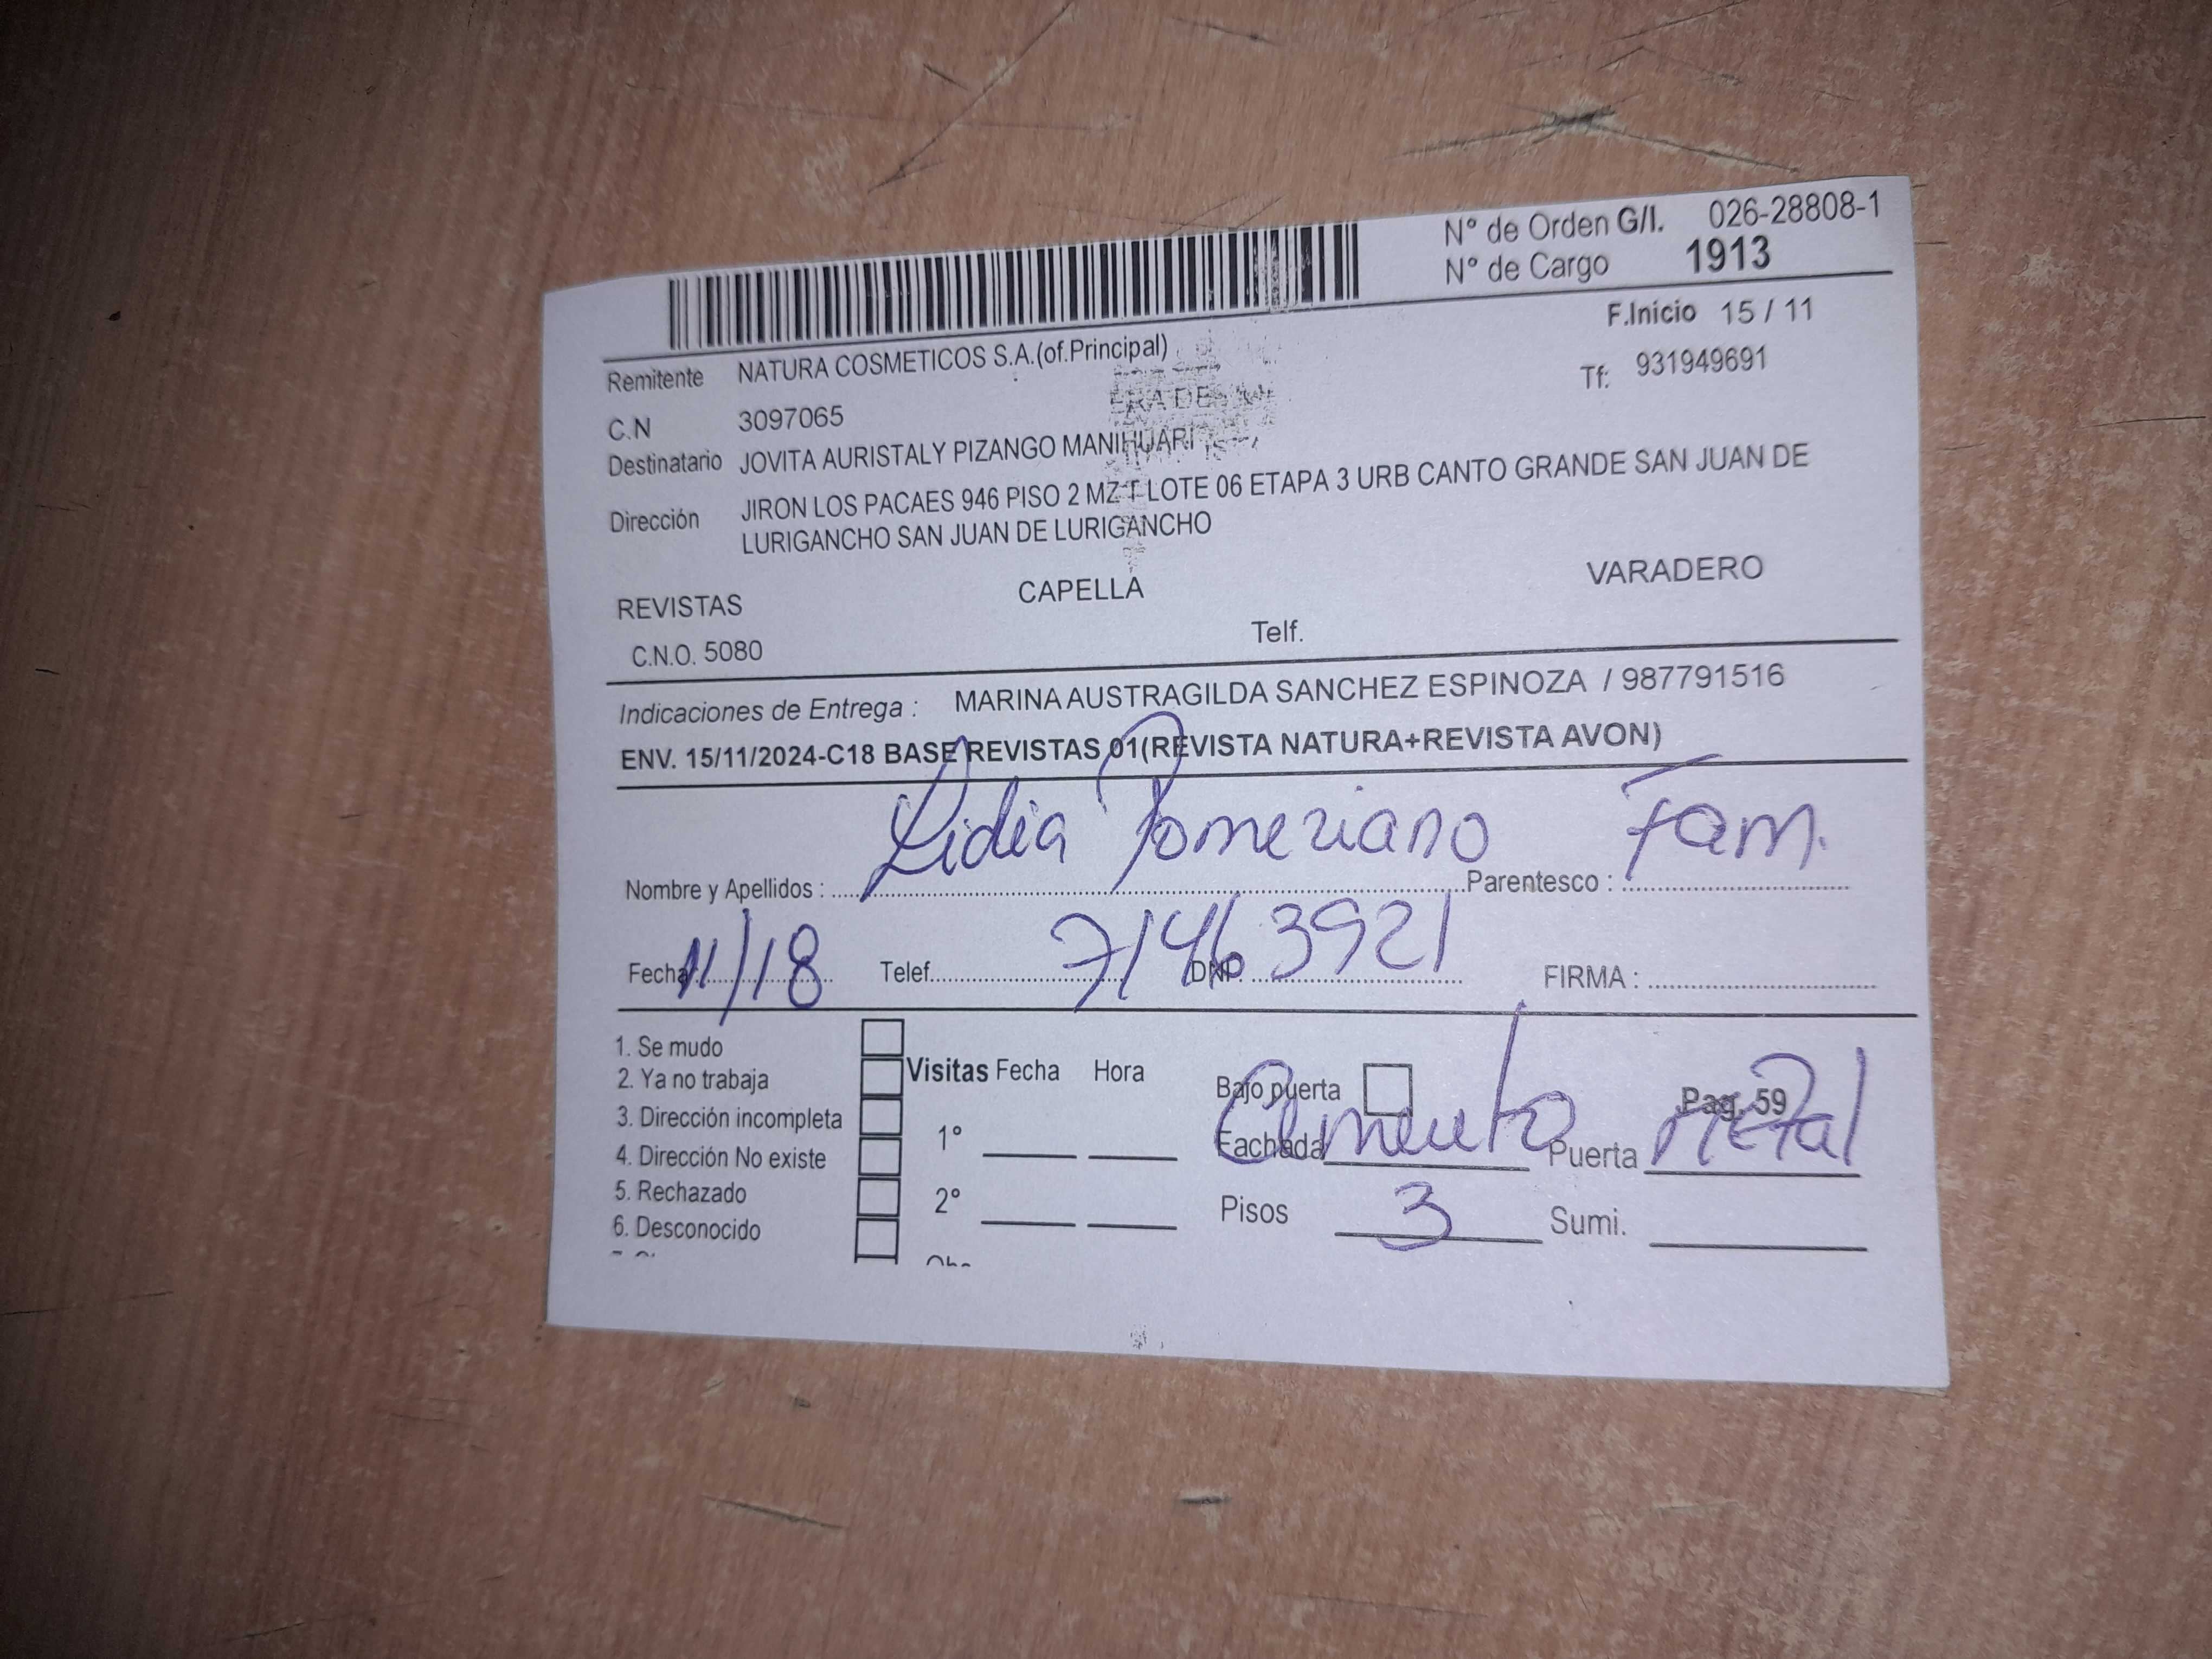 N° de Orden G/I. 026-28808-1
N° de Cargo 1913
F.Inicio 15 / 11
Remitente NATURA COSMETICOS S.A.(of.Principal)
Tf: 931949691
C.N 3097065
Destinatario JOVITA AURISTALY PIZANGO MANIHUARI
Dirección JIRON LOS PACAES 946 PISO 2 MZ T LOTE 06 ETAPA 3 URB CANTO GRANDE SAN JUAN DE
LURIGANCHO SAN JUAN DE LURIGANCHO
REVISTAS CAPELLA VARADERO
C.N.O. 5080 Telf.
Indicaciones de Entrega : MARINA AUSTRAGILDA SANCHEZ ESPINOZA / 987791516
ENV. 15/11/2024-C18 BASE REVISTAS 01(REVISTA NATURA+REVISTA AVON)
Nombre y Apellidos : Lidia Pomeziano Parentesco : Fam.
Fecha 11/18 Telef. DNI. 71463921 FIRMA :
1. Se mudo
2. Ya no trabaja
3. Dirección incompleta
4. Dirección No existe
5. Rechazado
6. Desconocido
Visitas Fecha Hora
1°
2°
Bajo puerta Pag. 59
Fachada Cemento Puerta Metal
Pisos 3 Sumi.